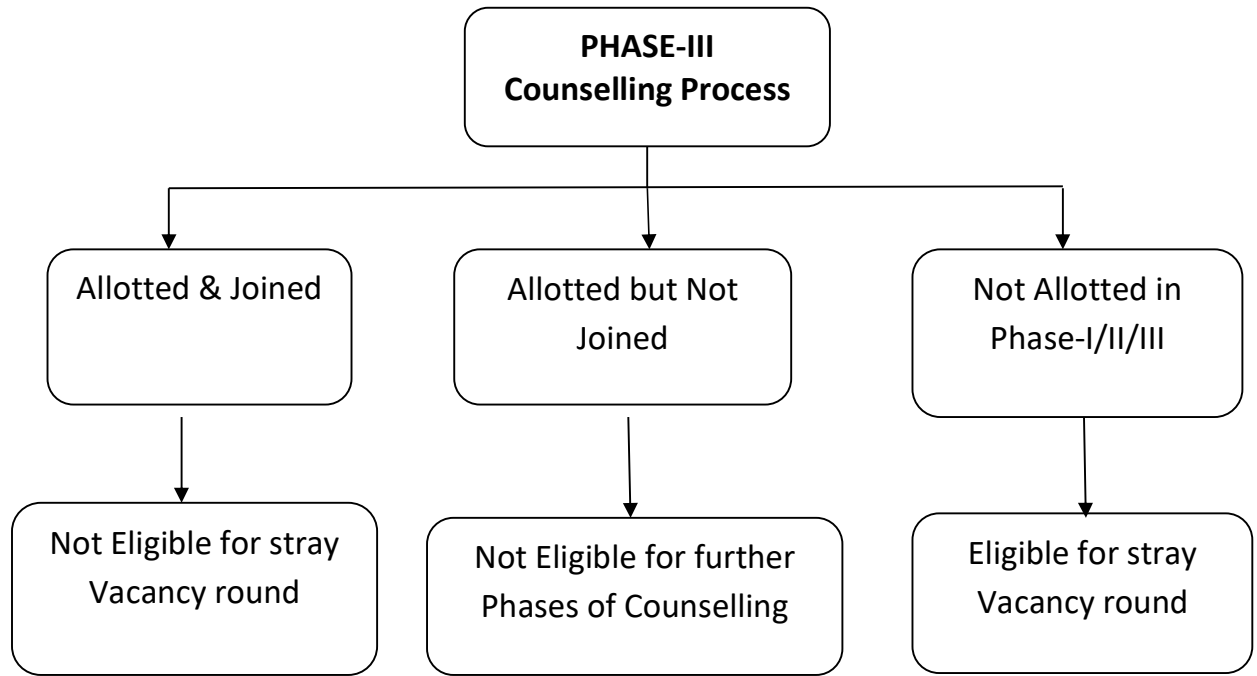 PHASE-III
Counselling Process
Allotted & Joined
Allotted but Not
Joined
Not Allotted in
Phase-I/II/III
Not Eligible for stray
Vacancy round
Not Eligible for further
Phases of Counselling
Eligible for stray
Vacancy round